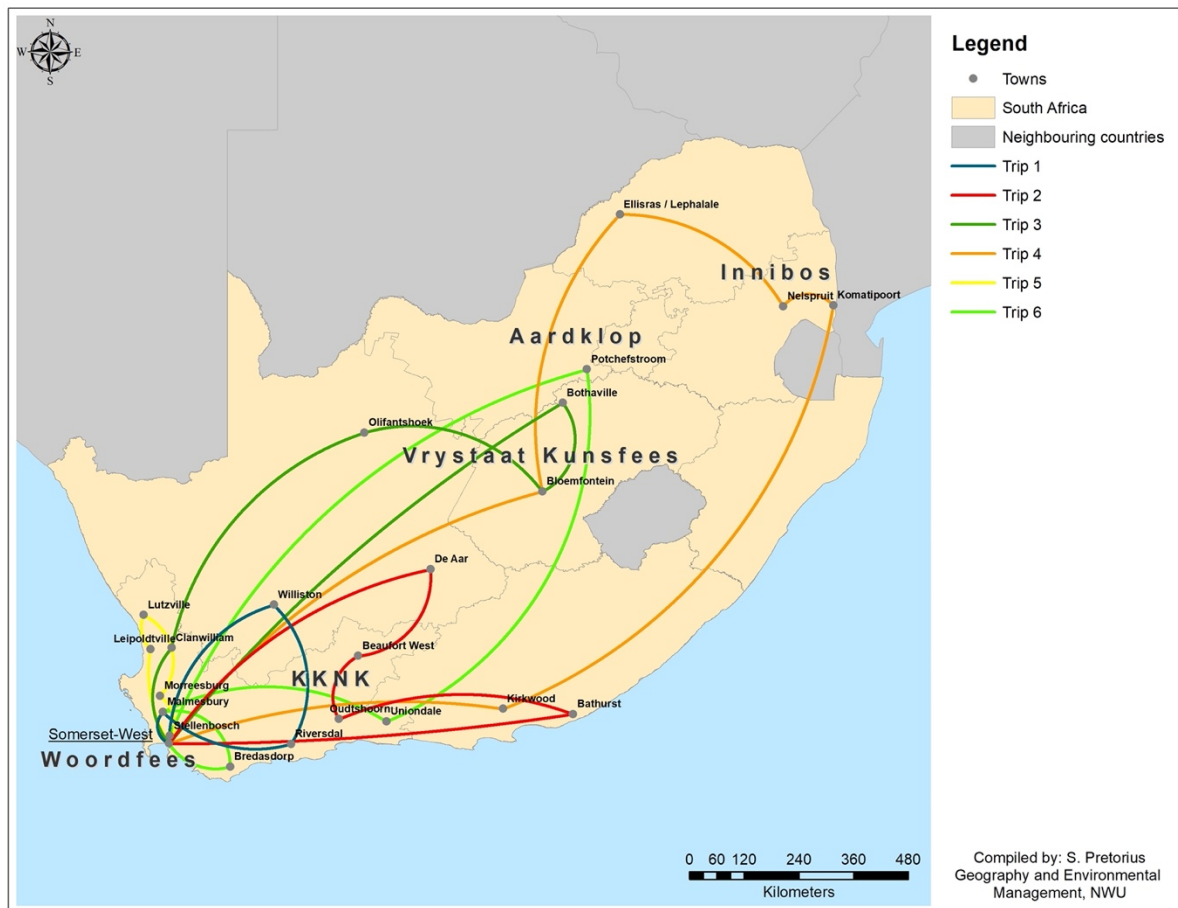 N
W E
S
Legend
Towns
South Africa
Neighbouring countries
Trip 1
Trip 2
Trip 3
Trip 4
Trip 5
Trip 6
Ellisras / Lephalale
Innibos
Nelspruit Komatipoort
Aardklop
Potchefstroom
Bothaville
Olifantshoek
Vrystaat Kunsfees
Bloemfontein
De Aar
Williston
Lutzville
Leipoldtville Clanwilliam
Beaufort West
KKNK
Morreesburg
Malmesbury
Kirkwood
Bathurst
Oudtshoorn Uniondale
Stellenbosch
Somerset-West
Riversdal
Woordfees
Bredasdorp
0 60 120 240 360 480
Kilometers
Compiled by: S. Pretorius
Geography and Environmental
Management, NWU